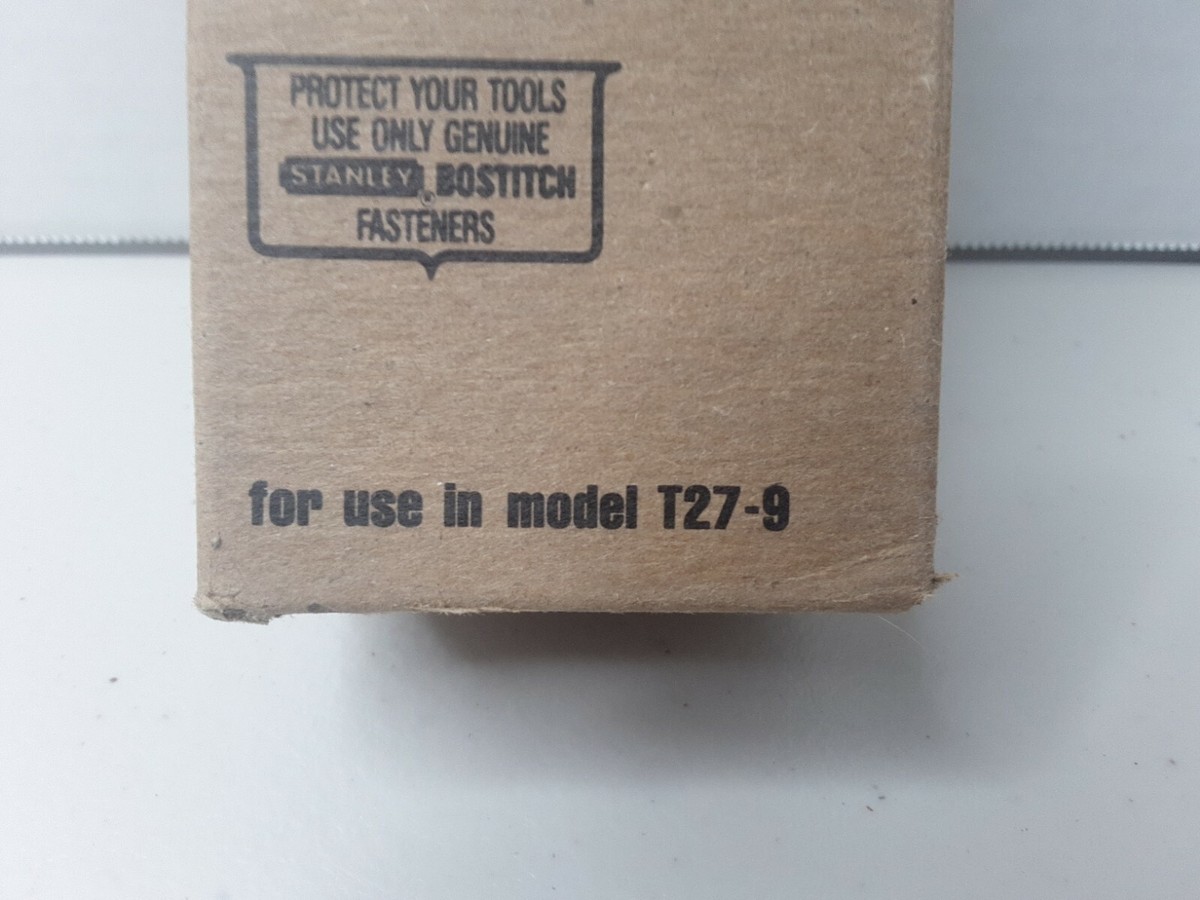 PROTECT YOUR TOOLS
USE ONLY GENUINE
STANLEY® BOSTITCH
FASTENERS
for use in model T27-9